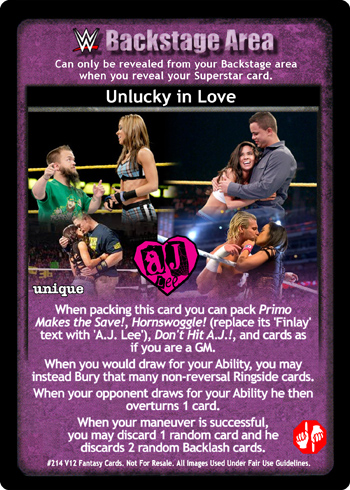 W Backstage Area
Can only be revealed from your Backstage area
when you reveal your Superstar card.
Unlucky in Love
A.J.
Lee
unique
When packing this card you can pack Primo
Makes the Save!, Hornswoggle! (replace its 'Finlay'
text with 'A.J. Lee'), Don't Hit A.J.!, and cards as
if you are a GM.
When you would draw for your Ability, you may
instead Bury that many non-reversal Ringside cards.
When your opponent draws for your Ability he then
overturns 1 card.
When your maneuver is successful,
you may discard 1 random card and he
discards 2 random Backlash cards.
#214 V12 Fantasy Cards. Not For Resale. All Images Used Under Fair Use Guidelines.